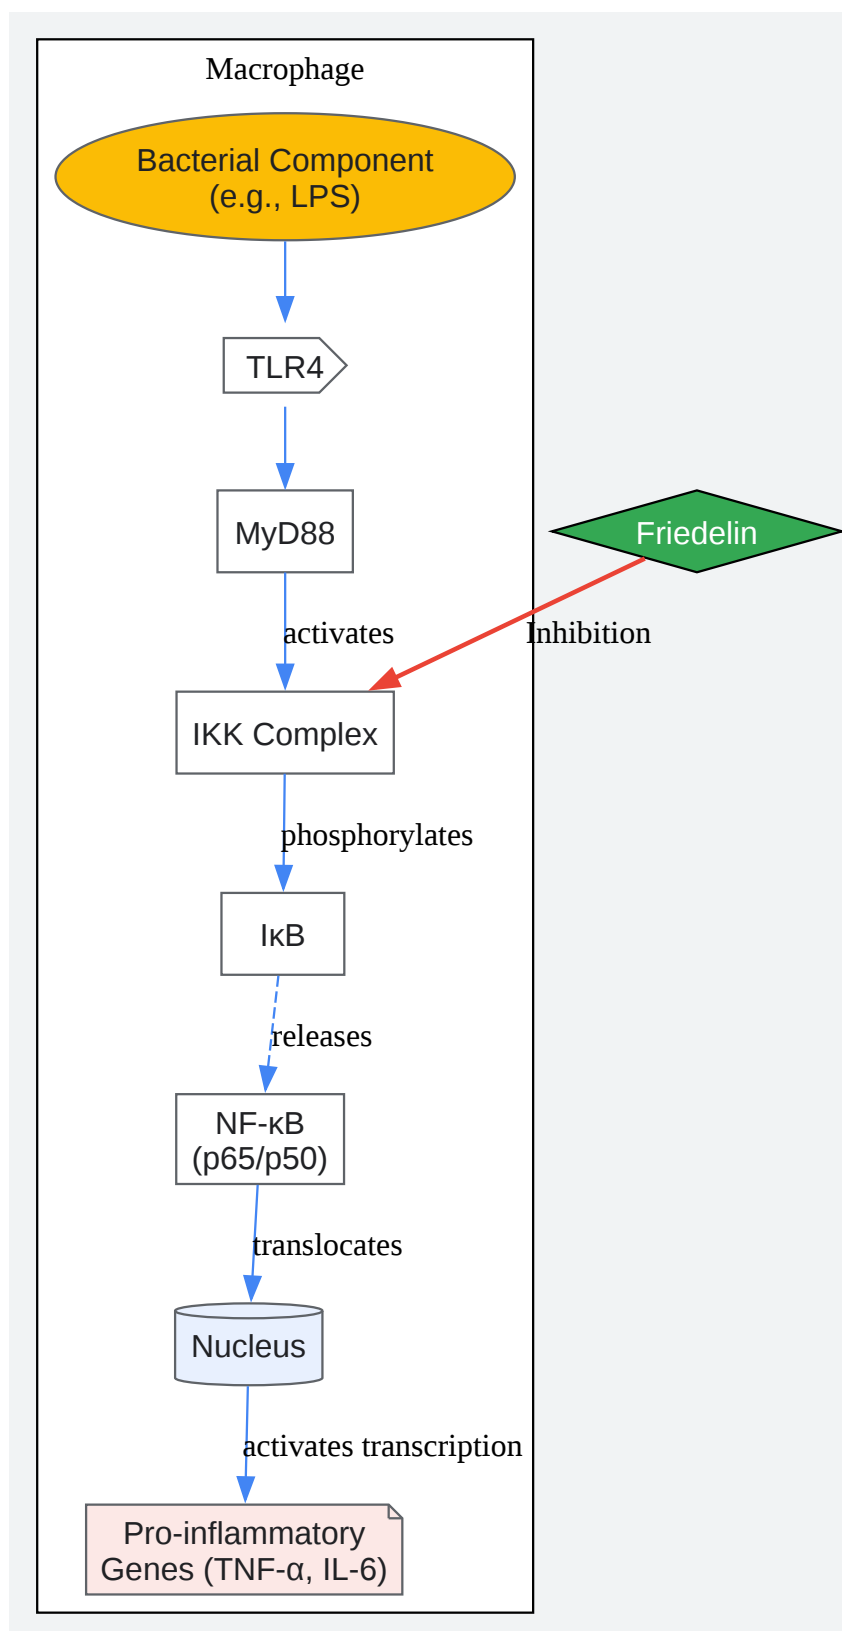 Macrophage
Bacterial Component
(e.g., LPS)
TLR4
MyD88
Friedelin
activates
Inhibition
IKK Complex
phosphorylates
IκB
releases
NF-κB
(p65/p50)
translocates
Nucleus
activates transcription
Pro-inflammatory
Genes (TNF-α, IL-6)